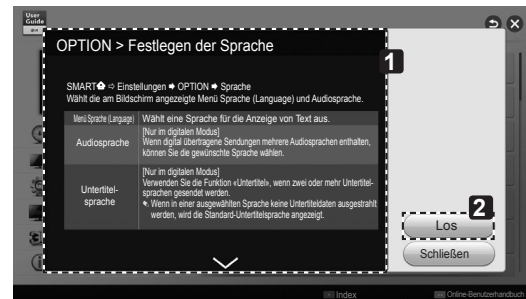 User
Guide
OPTION > Festlegen der Sprache
1
SMART ⇨ Einstellungen ➡ OPTION ➡ Sprache
Wählt die am Bildschirm angezeigte Menü Sprache (Language) und Audiosprache.
Menü Sprache (Language) Wählt eine Sprache für die Anzeige von Text aus.
Audiosprache
[Nur im digitalen Modus]
Wenn digital übertragene Sendungen mehrere Audiosprachen enthalten,
können Sie die gewünschte Sprache wählen.
Untertitel-
sprache
[Nur im digitalen Modus]
Verwenden Sie die Funktion «Untertitel», wenn zwei oder mehr Untertitel-
sprachen gesendet werden.
Wenn in einer ausgewählten Sprache keine Untertiteldaten ausgestrahlt
werden, wird die Standard-Untertitelsprache angezeigt.
2
Los
Schließen
Index
Online-Benutzerhandbuch